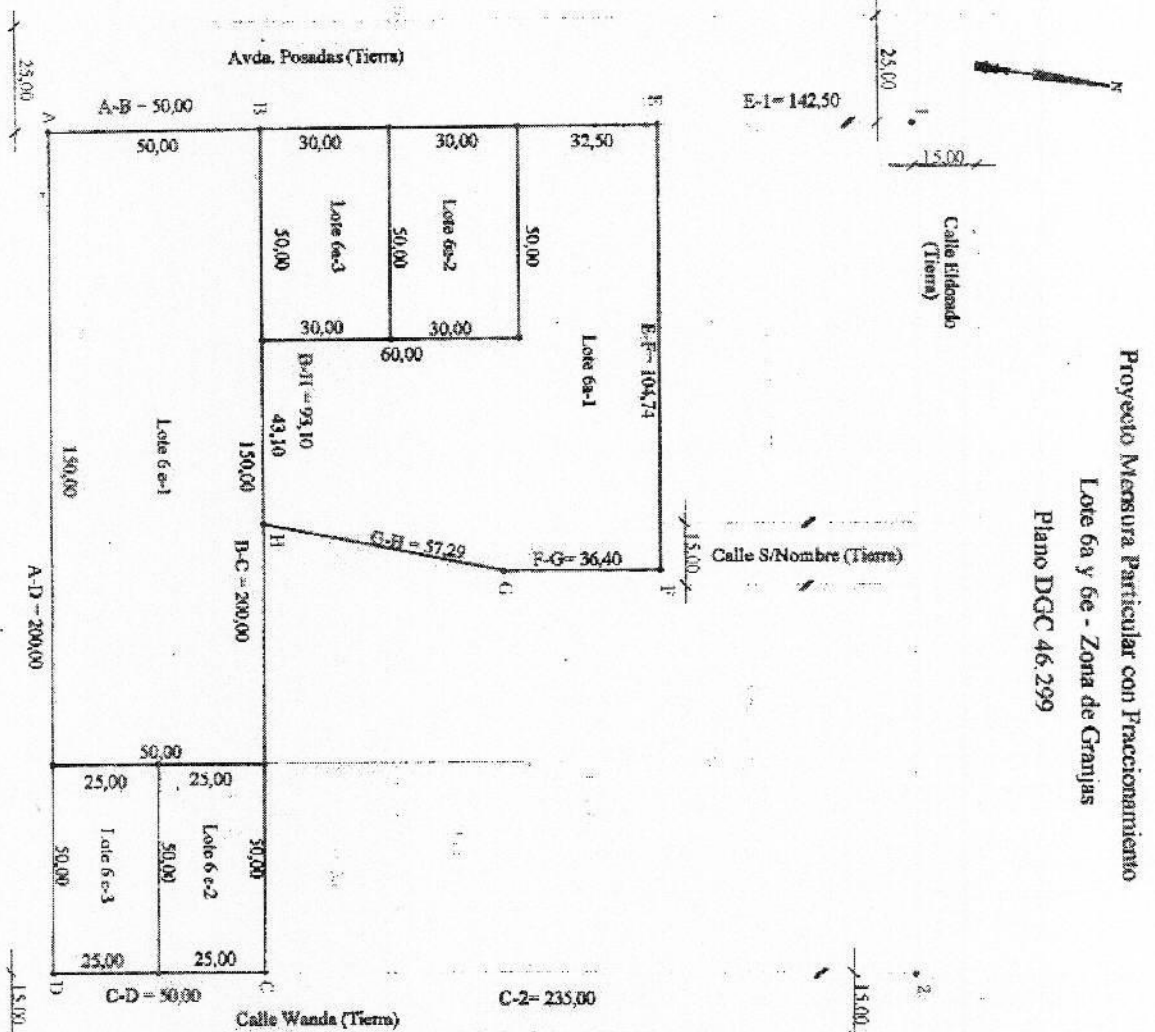 Proyecto Mensura Particular con Fraccionamiento
Lote 6a y 6e - Zona de Granjas
Plano DGC 46.299
N
Avda. Posadas (Tierra)
25,00
25,00
A
A-B = 50,00
B
E
E-1= 142,50
1
15,00
50,00
30,00
30,00
32,50
Calle Eldorado
(Tierra)
50,00
Lote 6a-3
50,00
Lote 6a-2
50,00
30,00
30,00
60,00
B-H = 93,10
43,10
Lote 6a-1
E-F= 104,74
Lote 6 e-1
150,00
150,00
H
G-H = 57,29
G
F-G= 36,40
F
15,00
Calle S/Nombre (Tierra)
B-C = 200,00
A-D = 200,00
50,00
25,00
25,00
50,00
Lote 6 e-3
50,00
Lote 6 e-2
50,00
25,00
25,00
D
C-D = 50,00
C
C-2= 235,00
2
15,00
15,00
Calle Wanda (Tierra)